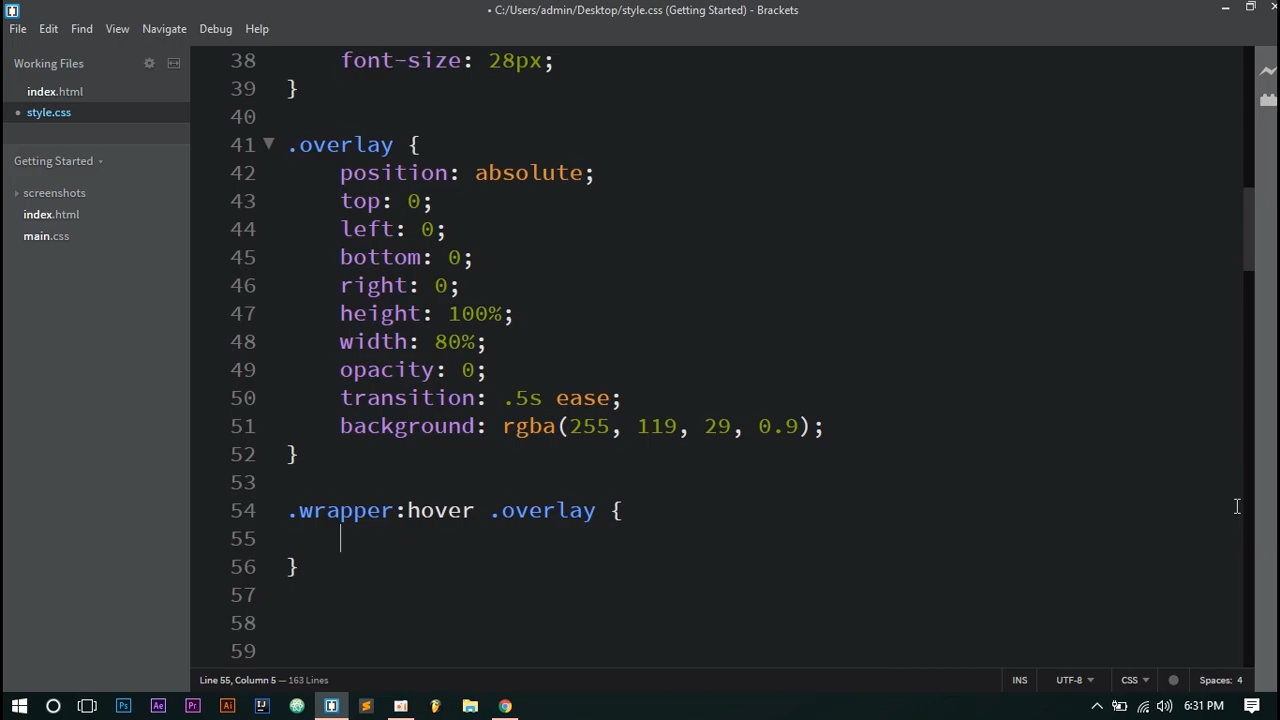 • C:/Users/admin/Desktop/style.css (Getting Started) - Brackets
File Edit Find View Navigate Debug Help
Working Files
index.html
• style.css
Getting Started
screenshots
index.html
main.css
38 font-size: 28px;
39 }
40
41 .overlay {
42 position: absolute;
43 top: 0;
44 left: 0;
45 bottom: 0;
46 right: 0;
47 height: 100%;
48 width: 80%;
49 opacity: 0;
50 transition: .5s ease;
51 background: rgba(255, 119, 29, 0.9);
52 }
53
54 .wrapper:hover .overlay {
55
56 }
57
58
59
Line 55, Column 5 — 163 Lines
INS UTF-8 CSS Spaces: 4
Ps Ae Pr Ai IJ 6:31 PM